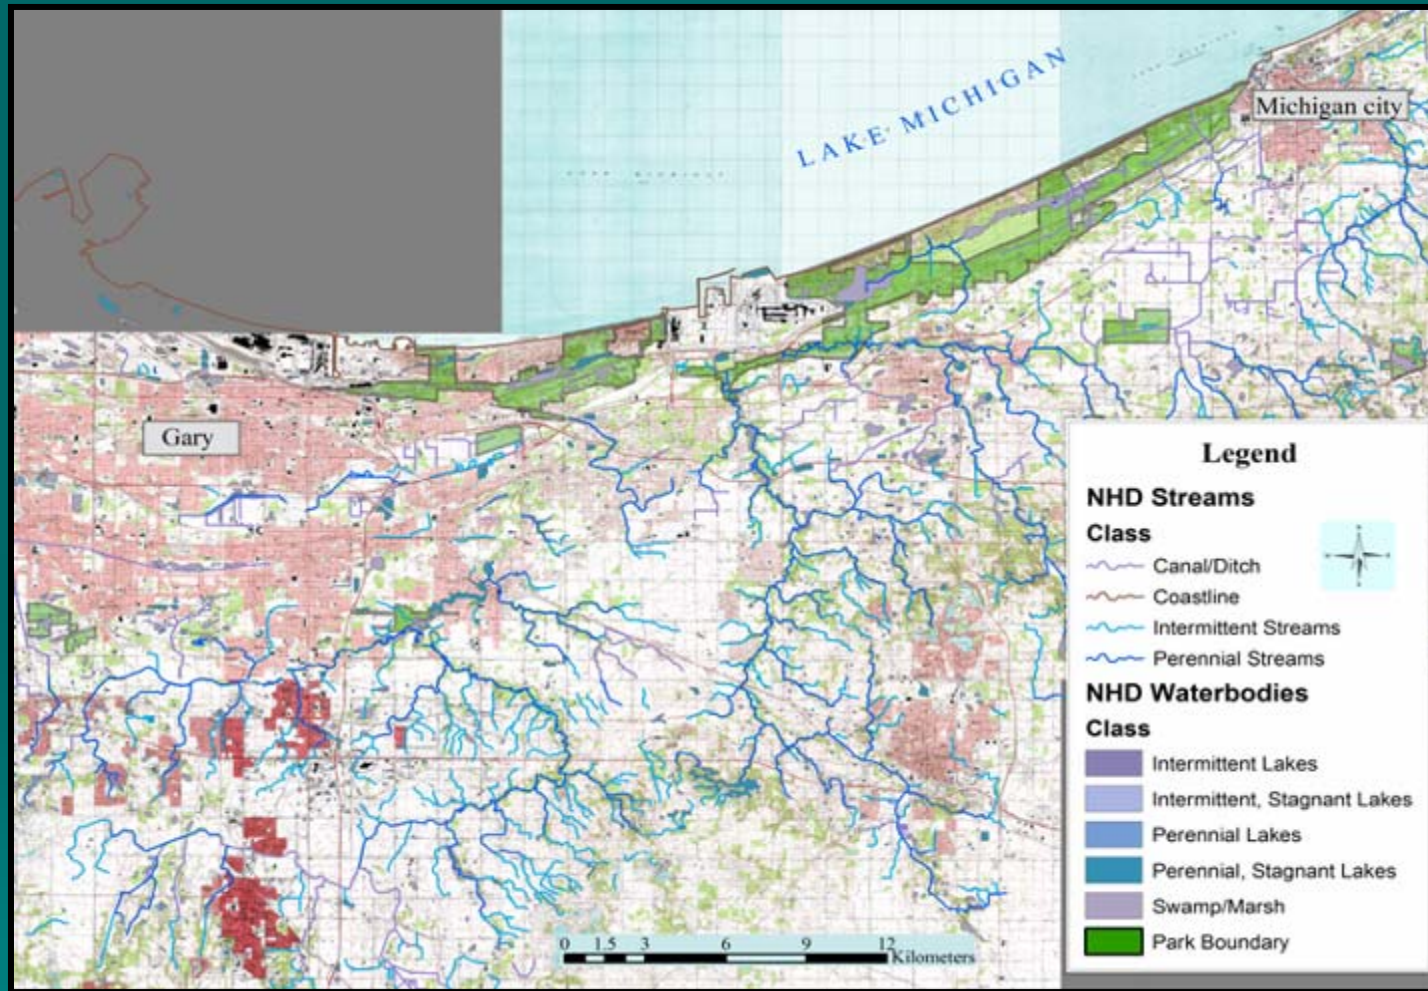 LAKE MICHIGAN
Michigan city
Gary
Legend
NHD Streams
Class
Canal/Ditch
Coastline
Intermittent Streams
Perennial Streams
NHD Waterbodies
Class
Intermittent Lakes
Intermittent, Stagnant Lakes
Perennial Lakes
Perennial, Stagnant Lakes
Swamp/Marsh
Park Boundary
0 1.5 3 6 9 12
Kilometers